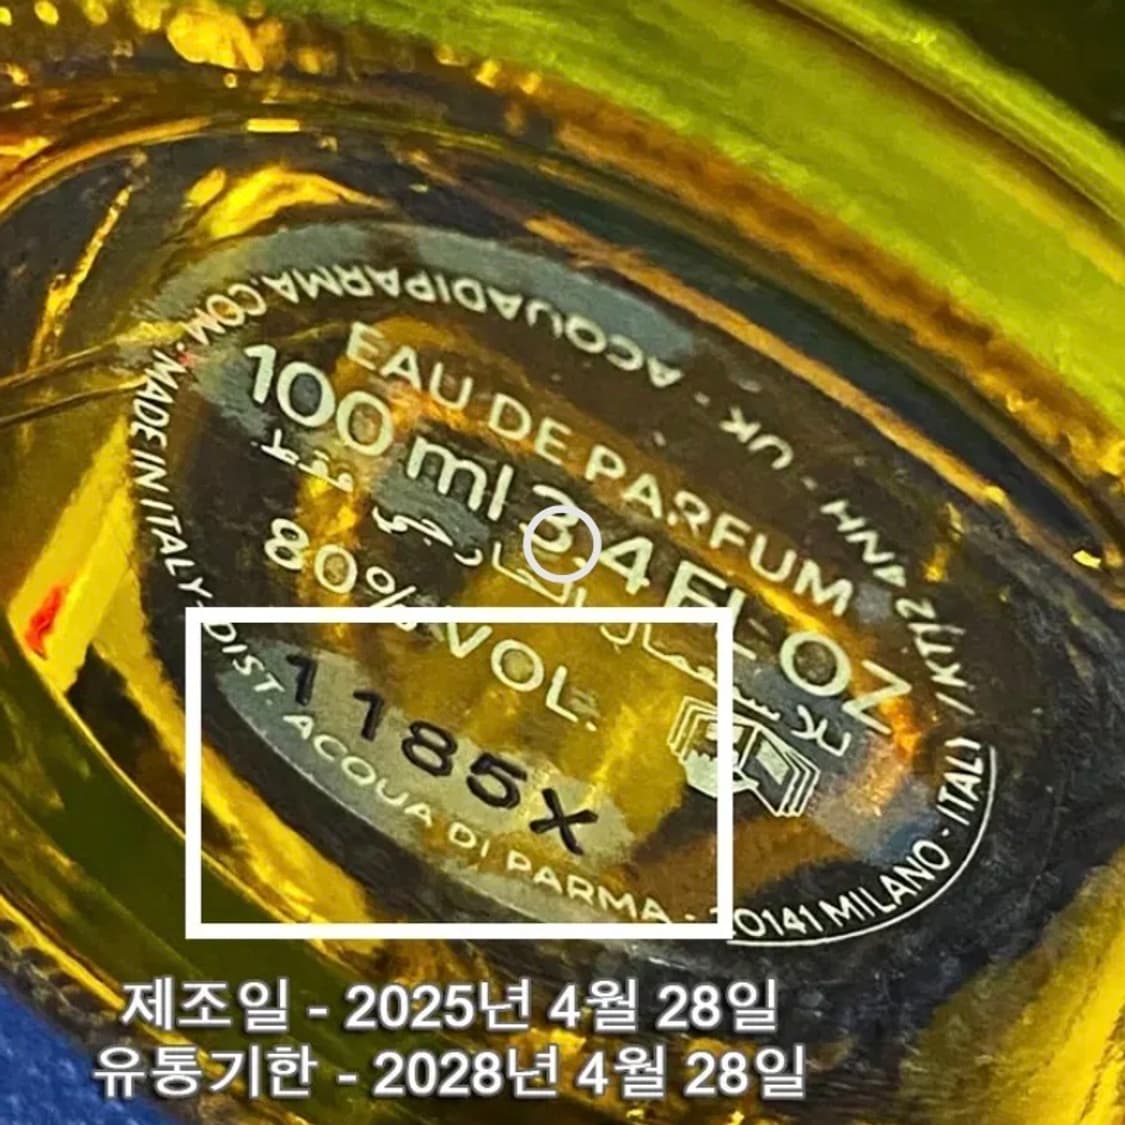 ACQUADIPARMA.COM · MADE IN ITALY - DIST. ACQUA DI PARMA - 20141 MILANO - ITALY
4NH - UK - 
EAU DE PARFUM
100 ml 3.4 FL. OZ
80% VOL.
1185X
제조일 - 2025년 4월 28일
유통기한 - 2028년 4월 28일